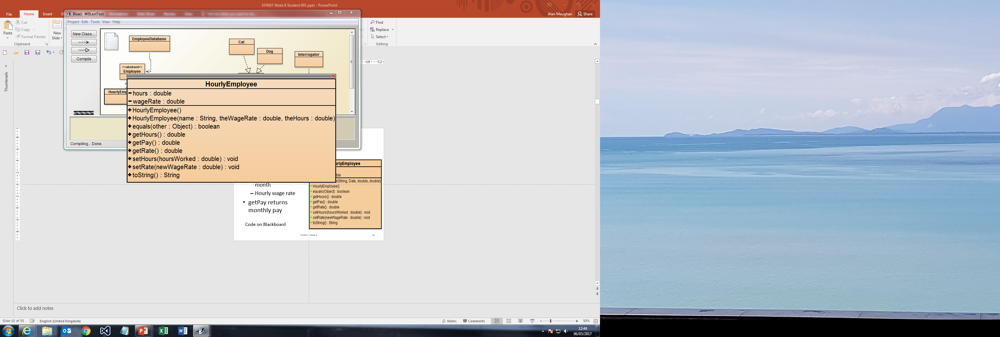 KF4007 Week 8 Student 001.pptx - PowerPoint
File
Home
Insert
Alan Maughan
Share
Paste
Cut
Copy
Format Painter
Clipboard
New
Slide
Find
Replace
Select
Editing
BlueJ: W8LextTest
Project Edit Tools View Help
New Class...
Compile
EmployeeDatabase
<<abstract>>
Employee
Cat
Dog
Interrogator
HourlyEmp
Compiling... Done.
HourlyEmployee
- hours : double
- wageRate : double
+ HourlyEmployee()
+ HourlyEmployee(name : String, theWageRate : double, theHours : double)
+ equals(other : Object) : boolean
+ getHours() : double
+ getPay() : double
+ getRate() : double
+ setHours(hoursWorked : double) : void
+ setRate(newWageRate : double) : void
+ toString() : String
Thumbnails
month
– Hourly wage rate
• getPay returns
monthly pay
Code on Blackboard
urlyEmployee
ble
e(String, Date, double, double)
+ HourlyEmployee()
+ equals(Object) : boolean
+ getHours() : double
+ getPay() : double
+ getRate() : double
+ setHours(hoursWorked : double) : void
+ setRate(newWageRate : double) : void
+ toString() : String
KF4007 - Week 8
10
Click to add notes
Slide 10 of 55
English (United Kingdom)
Notes
Comments
50%
12:44
06/03/2017